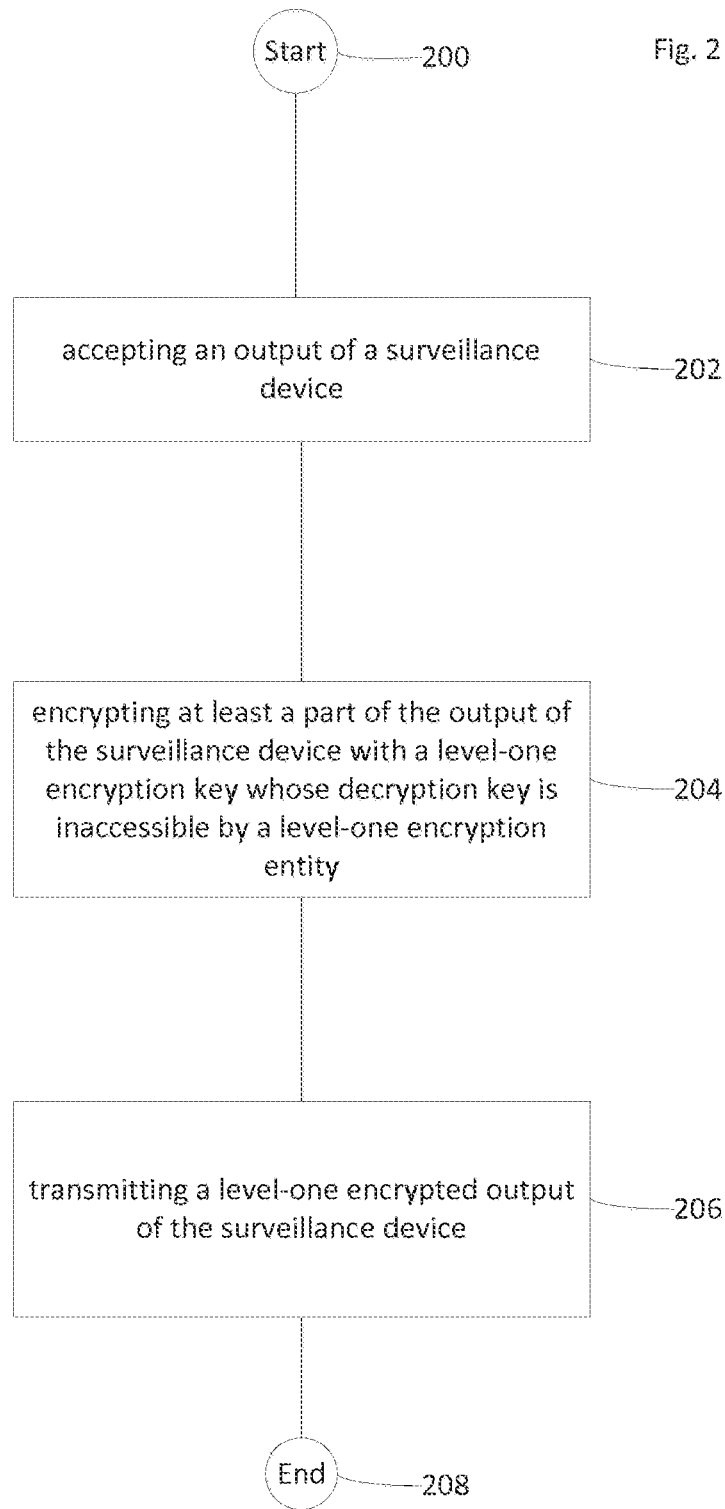 Start
200
Fig. 2
accepting an output of a surveillance
device
202
encrypting at least a part of the output of
the surveillance device with a level-one
encryption key whose decryption key is
inaccessible by a level-one encryption
entity
204
transmitting a level-one encrypted output
of the surveillance device
206
End
208